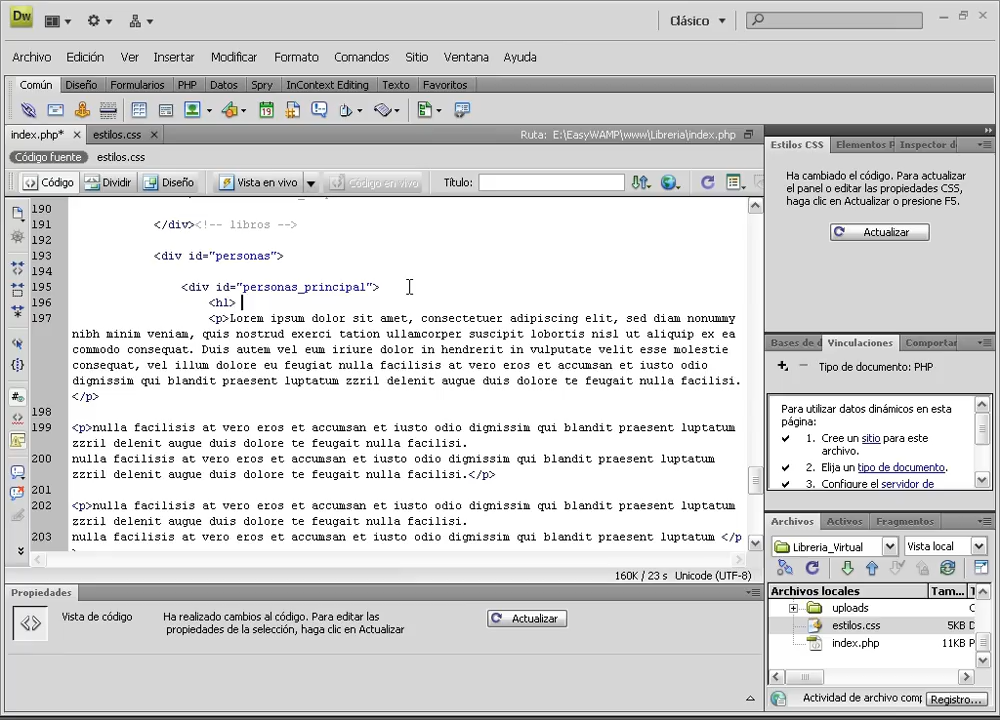 Dw
Clásico
Archivo Edición Ver Insertar Modificar Formato Comandos Sitio Ventana Ayuda
Común Diseño Formularios PHP Datos Spry InContext Editing Texto Favoritos
index.php* estilos.css Ruta: E:\EasyWAMP\www\Libreria\index.php
Código fuente estilos.css
Código Dividir Diseño Vista en vivo Código en vivo Título:
190
191 </div><!-- libros -->
192
193 <div id="personas">
194
195 <div id="personas_principal">
196 <h1>
197 <p>Lorem ipsum dolor sit amet, consectetuer adipiscing elit, sed diam nonummy
nibh minim veniam, quis nostrud exerci tation ullamcorper suscipit lobortis nisl ut aliquip ex ea
commodo consequat. Duis autem vel eum iriure dolor in hendrerit in vulputate velit esse molestie
consequat, vel illum dolore eu feugiat nulla facilisis at vero eros et accumsan et iusto odio
dignissim qui blandit praesent luptatum zzril delenit augue duis dolore te feugait nulla facilisi.
</p>
198
199 <p>nulla facilisis at vero eros et accumsan et iusto odio dignissim qui blandit praesent luptatum
zzril delenit augue duis dolore te feugait nulla facilisi.
200 nulla facilisis at vero eros et accumsan et iusto odio dignissim qui blandit praesent luptatum
zzril delenit augue duis dolore te feugait nulla facilisi.</p>
201
202 <p>nulla facilisis at vero eros et accumsan et iusto odio dignissim qui blandit praesent luptatum
zzril delenit augue duis dolore te feugait nulla facilisi.
203 nulla facilisis at vero eros et accumsan et iusto odio dignissim qui blandit praesent luptatum </p
160K / 23 s Unicode (UTF-8)
Propiedades
Vista de código
Ha realizado cambios al código. Para editar las
propiedades de la selección, haga clic en Actualizar
Actualizar
Estilos CSS Elementos Inspector d
Ha cambiado el código. Para actualizar
el panel o editar las propiedades CSS,
haga clic en Actualizar o presione F5.
Actualizar
Bases de d Vinculaciones Comportar
Tipo de documento: PHP
Para utilizar datos dinámicos en esta
página:
1. Cree un sitio para este
archivo.
2. Elija un tipo de documento.
3. Configure el servidor de
Archivos Activos Fragmentos
Libreria_Virtual Vista local
Archivos locales Tam...
uploads
estilos.css 5KB D
index.php 11KB P
Actividad de archivo comp Registro...